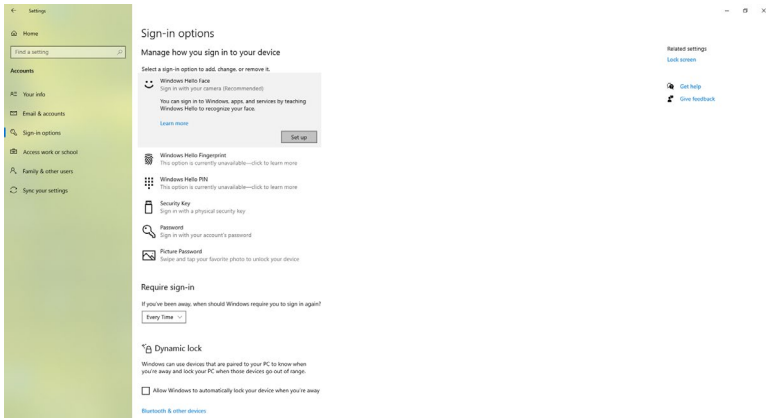 Settings
Home
Find a setting
Accounts
Your info
Email & accounts
Sign-in options
Access work or school
Family & other users
Sync your settings
Sign-in options
Manage how you sign in to your device
Select a sign-in option to add, change, or remove it.
Windows Hello Face
Sign in with your camera (Recommended)
You can sign in to Windows, apps, and services by teaching
Windows Hello to recognize your face.
Learn more
Set up
Windows Hello Fingerprint
This option is currently unavailable—click to learn more
Windows Hello PIN
This option is currently unavailable—click to learn more
Security Key
Sign in with a physical security key
Password
Sign in with your account's password
Picture Password
Swipe and tap your favorite photo to unlock your device
Require sign-in
If you've been away, when should Windows require you to sign in again?
Every Time
Dynamic lock
Windows can use devices that are paired to your PC to know when
you're away and lock your PC when those devices go out of range.
Allow Windows to automatically lock your device when you're away
Bluetooth & other devices
Related settings
Lock screen
Get help
Give feedback